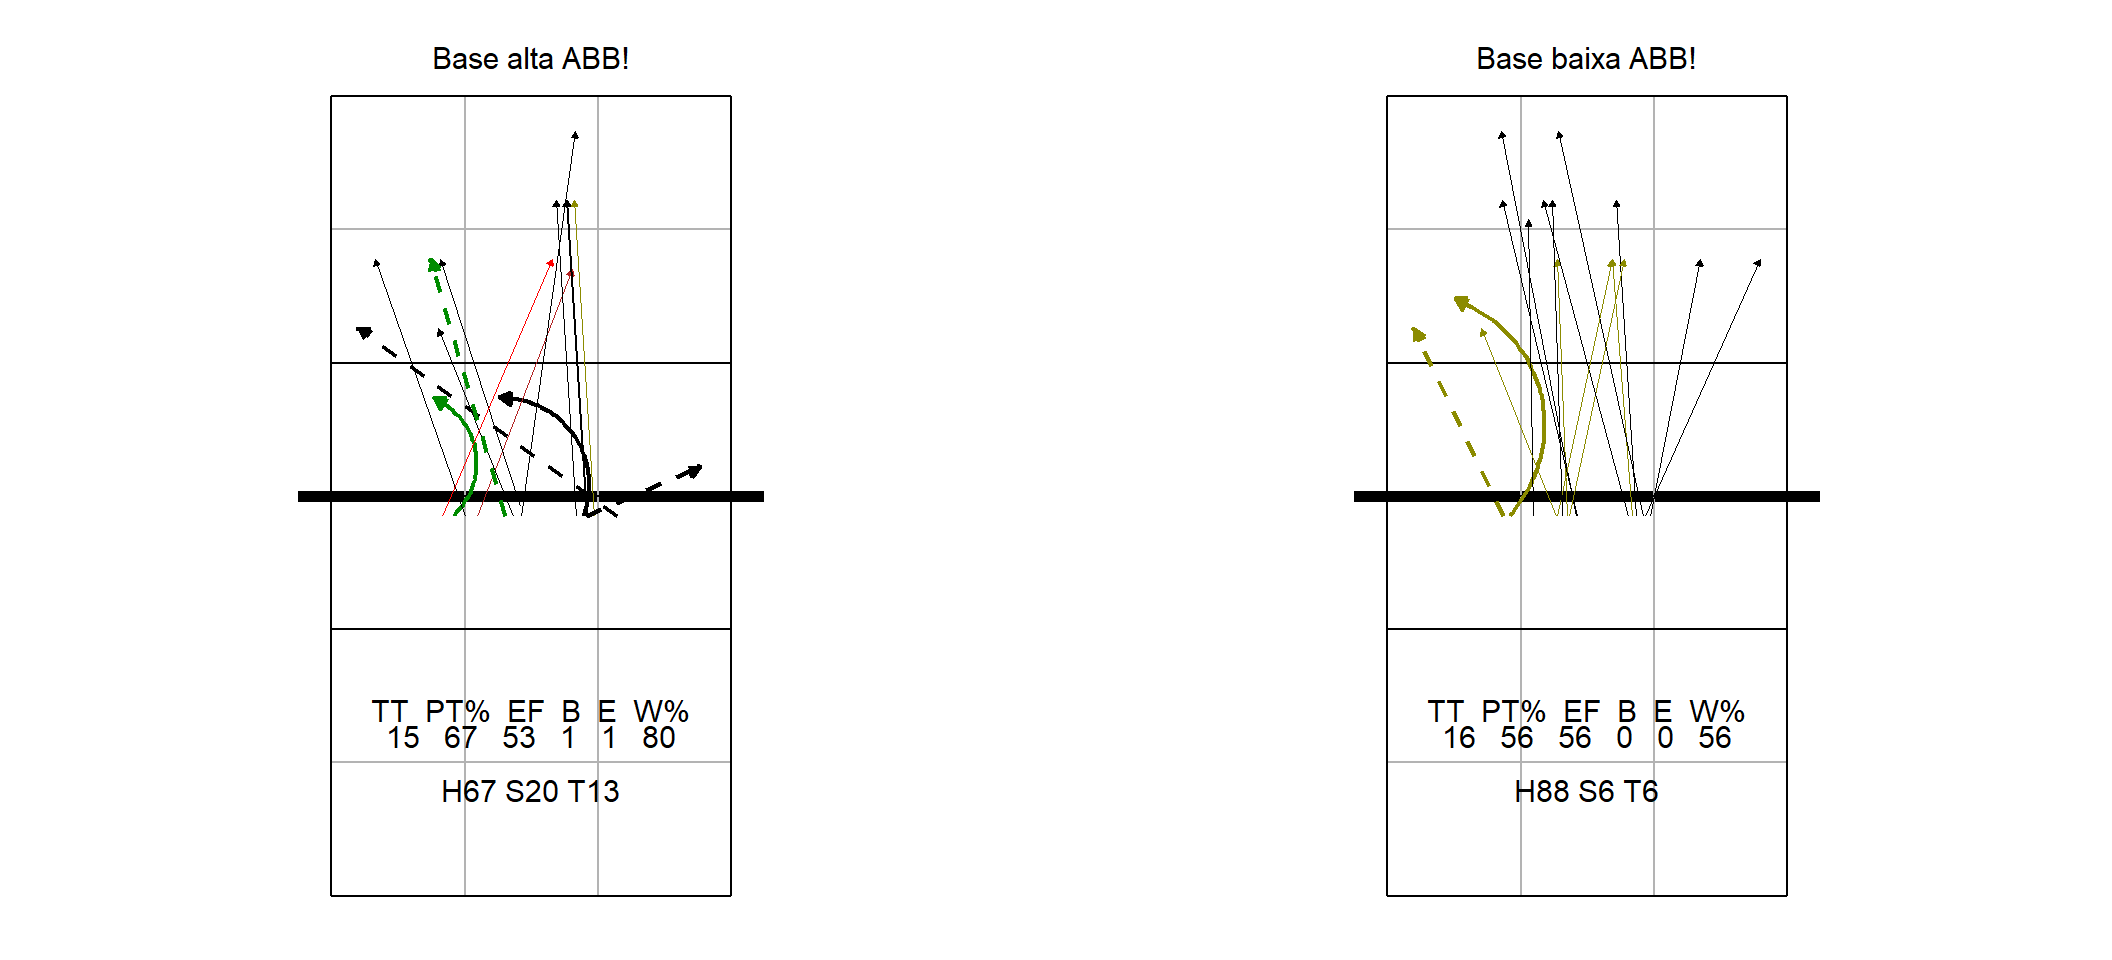 Base alta ABB!
TT PT% EF B E W%
15 67 53 1 1 80
H67 S20 T13
Base baixa ABB!
TT PT% EF B E W%
16 56 56 0 0 56
H88 S6 T6